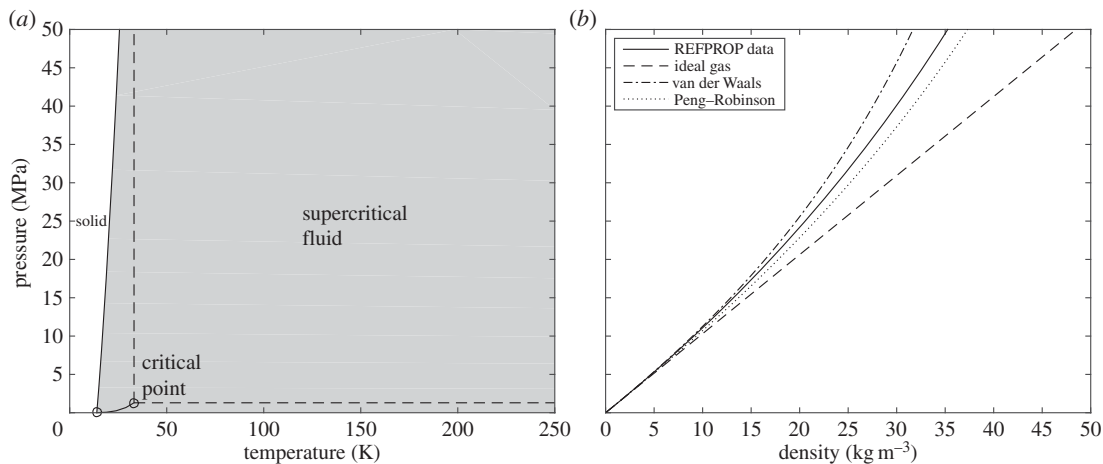 (a)
50
45
40
35
30
25
20
15
10
5
0
pressure (MPa)
solid
supercritical
fluid
critical
point
50
100
150
200
250
temperature (K)
(b)
REFPROP data
ideal gas
van der Waals
Peng–Robinson
0
5
10
15
20
25
30
35
40
45
50
density (kg m⁻³)